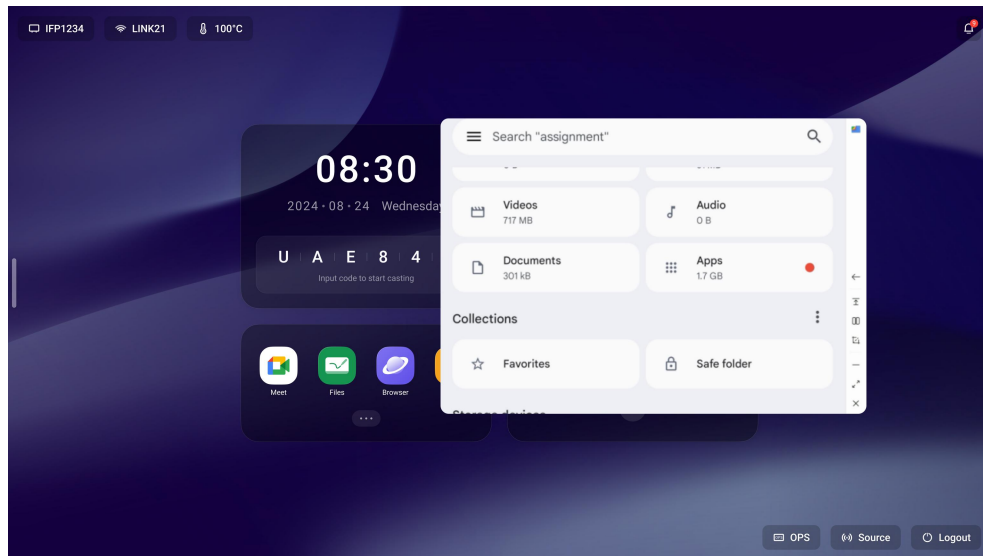 IFP1234
LINK21
100°C
08:30
2024·08·24 Wednesday
U A E 8 4
Input code to start casting
Meet
Files
Browser
Search "assignment"
Videos
717 MB
Audio
0 B
Documents
301 kB
Apps
1.7 GB
Collections
Favorites
Safe folder
OPS
Source
Logout